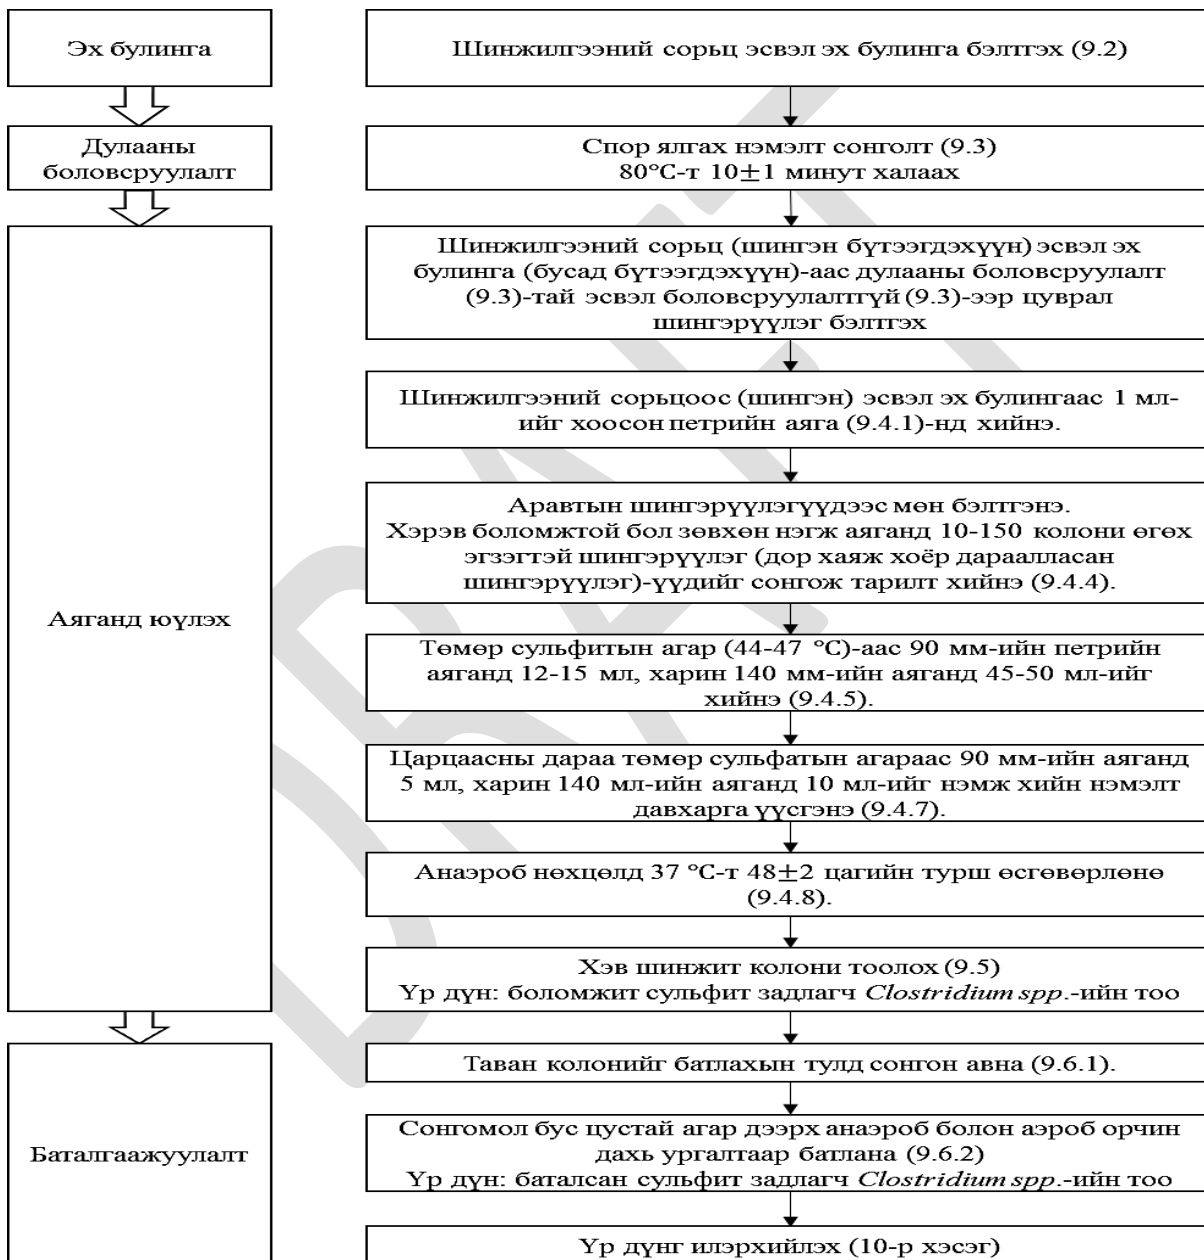 Эх булинга
Шинжилгээний сорьц эсвэл эх булинга бэлтгэх (9.2)
Дулааны
боловсруулалт
Спор ялгах нэмэлт сонголт (9.3)
80°С-т 10±1 минут халаах
Аяганд юүлэх
Шинжилгээний сорьц (шингэн бүтээгдэхүүн) эсвэл эх
булинга (бусад бүтээгдэхүүн)-аас дулааны боловсруулалт
(9.3)-тай эсвэл боловсруулалтгүй (9.3)-ээр цуврал
шингэрүүлэг бэлтгэх
Шинжилгээний сорьцоос (шингэн) эсвэл эх булингаас 1 мл-
ийг хоосон петрийн аяга (9.4.1)-нд хийнэ.
Аравтын шингэрүүлэгүүдээс мөн бэлтгэнэ.
Хэрэв боломжтой бол зөвхөн нэгж аяганд 10-150 колони өгөх
эгзэгтэй шингэрүүлэг (дор хаяж хоёр дараалласан
шингэрүүлэг)-үүдийг сонгож тарилт хийнэ (9.4.4).
Төмөр сульфитын агар (44-47 °С)-аас 90 мм-ийн петрийн
аяганд 12-15 мл, харин 140 мм-ийн аяганд 45-50 мл-ийг
хийнэ (9.4.5).
Царцаасны дараа төмөр сульфатын агараас 90 мм-ийн аяганд
5 мл, харин 140 мл-ийн аяганд 10 мл-ийг нэмж хийн нэмэлт
давхарга үүсгэнэ (9.4.7).
Анаэроб нөхцөлд 37 °С-т 48±2 цагийн турш өсгөвөрлөнө
(9.4.8).
Хэв шинжит колони тоолох (9.5)
Үр дүн: боломжит сульфит задлагч Clostridium spp.-ийн тоо
Баталгаажуулалт
Таван колонийг батлахын тулд сонгон авна (9.6.1).
Сонгомол бус цустай агар дээрх анаэроб болон аэроб орчин
дахь ургалтаар батлана (9.6.2)
Үр дүн: баталсан сульфит задлагч Clostridium spp.-ийн тоо
Үр дүнг илэрхийлэх (10-р хэсэг)
DRAFT